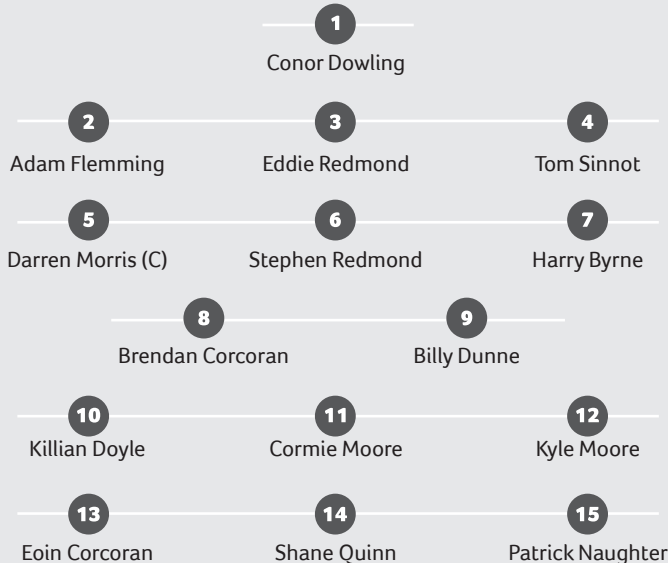 1
Conor Dowling
2 3 4
Adam Flemming Eddie Redmond Tom Sinnot
5 6 7
Darren Morris (C) Stephen Redmond Harry Byrne
8 9
Brendan Corcoran Billy Dunne
10 11 12
Killian Doyle Cormie Moore Kyle Moore
13 14 15
Eoin Corcoran Shane Quinn Patrick Naughter